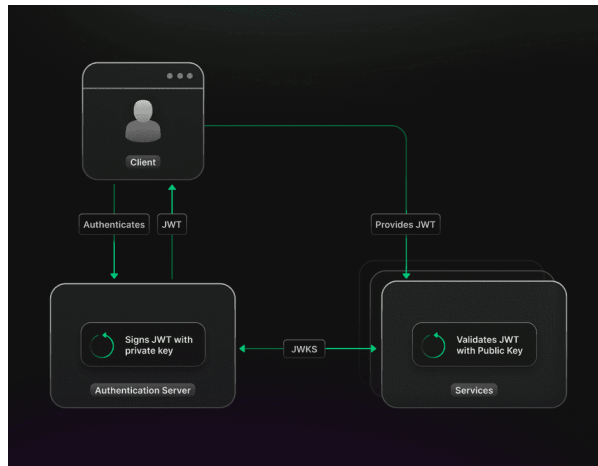 Client
Authenticates
JWT
Provides JWT
Signs JWT with
private key
JWKS
Validates JWT
with Public Key
Authentication Server
Services